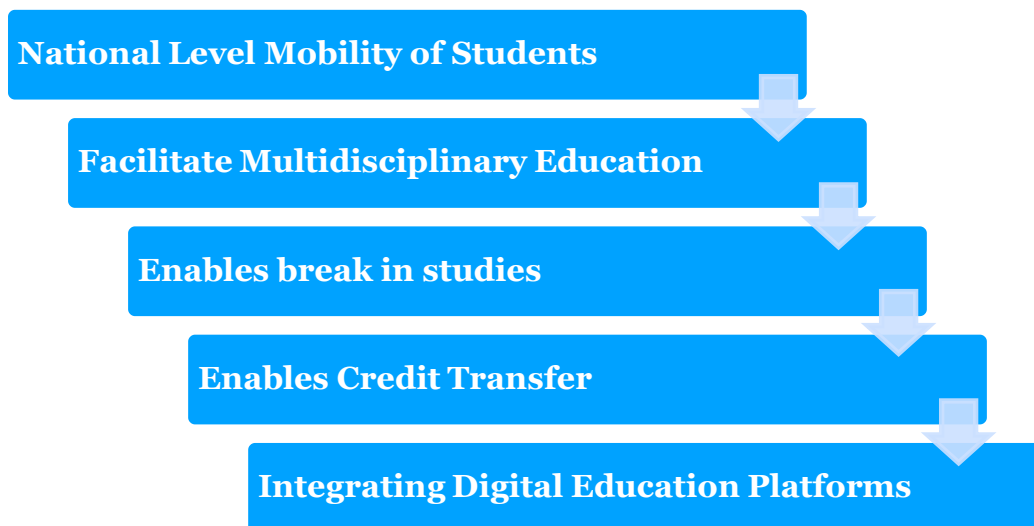 National Level Mobility of Students
Facilitate Multidisciplinary Education
Enables break in studies
Enables Credit Transfer
Integrating Digital Education Platforms